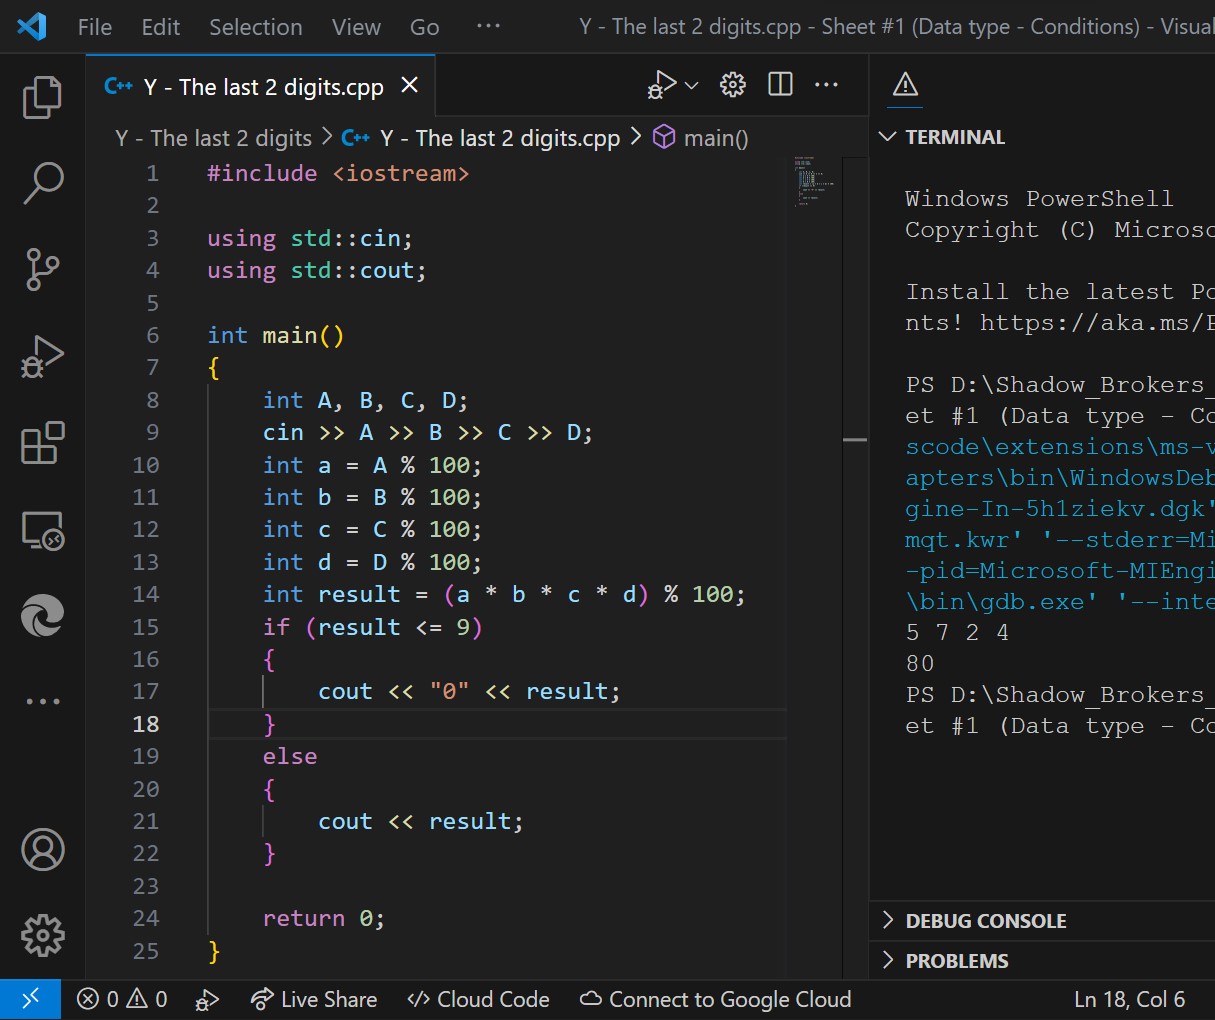 File Edit Selection View Go ··· Y - The last 2 digits.cpp - Sheet #1 (Data type - Conditions) - Visual
C++ Y - The last 2 digits.cpp
Y - The last 2 digits > C++ Y - The last 2 digits.cpp > main()
1 #include <iostream>
2
3 using std::cin;
4 using std::cout;
5
6 int main()
7 {
8 int A, B, C, D;
9 cin >> A >> B >> C >> D;
10 int a = A % 100;
11 int b = B % 100;
12 int c = C % 100;
13 int d = D % 100;
14 int result = (a * b * c * d) % 100;
15 if (result <= 9)
16 {
17 cout << "0" << result;
18 }
19 else
20 {
21 cout << result;
22 }
23
24 return 0;
25 }
TERMINAL
Windows PowerShell
Copyright (C) Microso
Install the latest Po
nts! https://aka.ms/P
PS D:\Shadow_Brokers_
et #1 (Data type - Co
scode\extensions\ms-v
apters\bin\WindowsDeb
gine-In-5h1ziekv.dgk'
mqt.kwr' '--stderr=Mi
-pid=Microsoft-MIEngi
\bin\gdb.exe' '--inte
5 7 2 4
80
PS D:\Shadow_Brokers_
et #1 (Data type - Co
DEBUG CONSOLE
PROBLEMS
0 0 Live Share Cloud Code Connect to Google Cloud Ln 18, Col 6